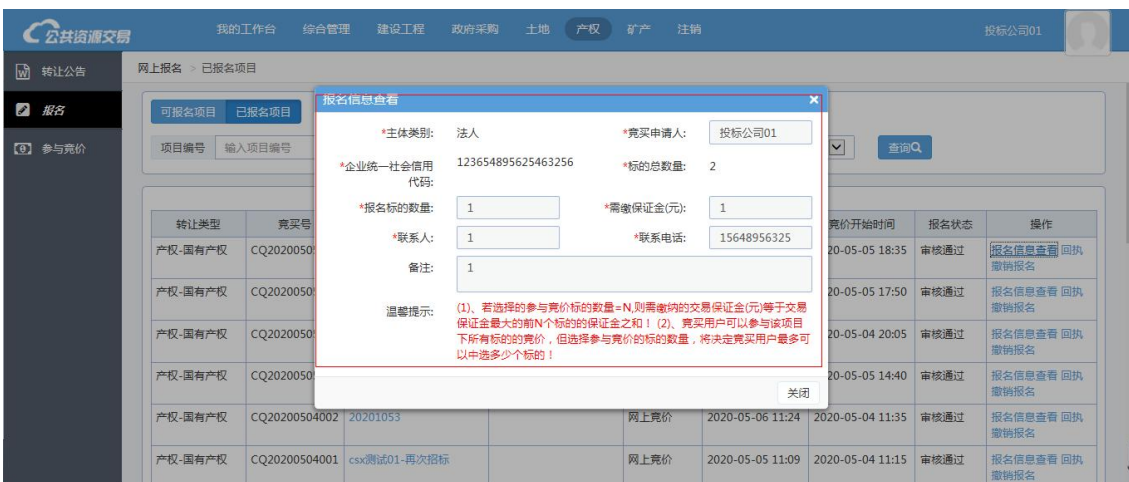 公共资源交易
我的工作台 综合管理 建设工程 政府采购 土地 产权 矿产 注销
投标公司01
转让公告
报名
参与竞价
网上报名 > 已报名项目
可报名项目 已报名项目
项目编号 输入项目编号
查询
报名信息查看 ×
*主体类别: 法人 *竞买申请人: 投标公司01
*企业统一社会信用代码: 123654895625463256 *标的总数量: 2
*报名标的数量: 1 *需缴保证金(元): 1
*联系人: 1 *联系电话: 15648956325
备注: 1
温馨提示: (1)、若选择的参与竞价标的数量=N,则需缴纳的交易保证金(元)等于交易
保证金最大的前N个标的的保证金之和！(2)、竞买用户可以参与该项目
下所有标的的竞价，但选择参与竞价的标的数量，将决定竞买用户最多可
以中选多少个标的！
关闭
转让类型 竞买号 竞价开始时间 报名状态 操作
产权-国有产权 CQ2020050 20-05-05 18:35 审核通过 报名信息查看 回执
撤销报名
产权-国有产权 CQ2020050 20-05-05 17:50 审核通过 报名信息查看 回执
撤销报名
产权-国有产权 CQ2020050 20-05-04 20:05 审核通过 报名信息查看 回执
撤销报名
产权-国有产权 CQ2020050 20-05-05 14:40 审核通过 报名信息查看 回执
撤销报名
产权-国有产权 CQ20200504002 20201053 网上竞价 2020-05-06 11:24 2020-05-04 11:35 审核通过 报名信息查看 回执
撤销报名
产权-国有产权 CQ20200504001 csx测试01-再次招标 网上竞价 2020-05-05 11:09 2020-05-04 11:15 审核通过 报名信息查看 回执
撤销报名